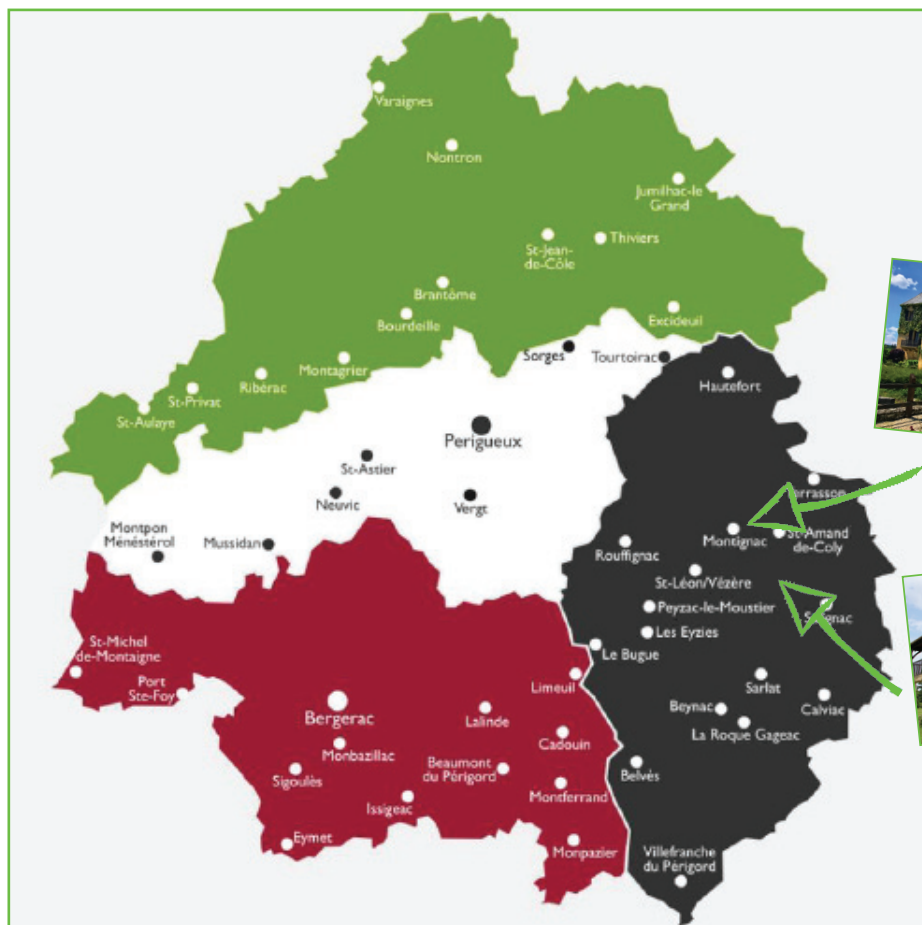 Varaignes
Nontron
Jumilhac-le
Grand
St-Jean-
de-Côle
Thiviers
Brantôme
Bourdeille
Excideuil
Sorges
Tourtoirac
Montagrier
Ribérac
St-Privat
St-Aulaye
Hautefort
Perigueux
St-Astier
Neuvic
Vergt
Montpon
Ménéstérol
Mussidan
Montignac
St-Amand
de-Coly
Rouffignac
St-Léon/Vézère
Peyzac-le-Moustier
Les Eyzies
Le Bugue
St-Michel
de-Montaigne
Port
Ste-Foy
Limeuil
Sarlat
Bergerac
Lalinde
Beynac
Calviac
La Roque Gageac
Cadouin
Monbazillac
Sigoulès
Beaumont
du Périgord
Belvès
Montferrand
Issigeac
Eymet
Monpazier
Villefranche
du Périgord